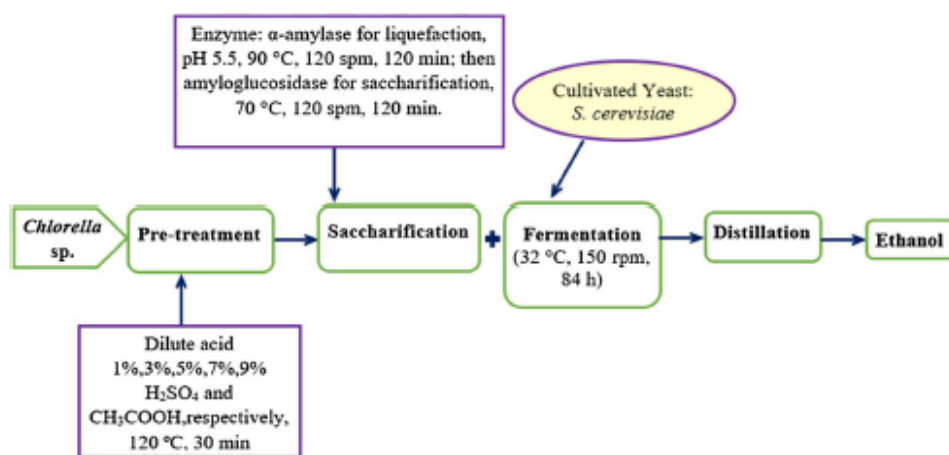 Enzyme: α-amylase for liquefaction,
pH 5.5, 90 °C, 120 spm, 120 min; then
amyloglucosidase for saccharification,
70 °C, 120 spm, 120 min.
Cultivated Yeast:
S. cerevisiae
Chlorella
sp.
Pre-treatment
Saccharification
+
Fermentation
(32 °C, 150 rpm,
84 h)
Distillation
Ethanol
Dilute acid
1%,3%,5%,7%,9%
H₂SO₄ and
CH₃COOH,respectively,
120 °C, 30 min